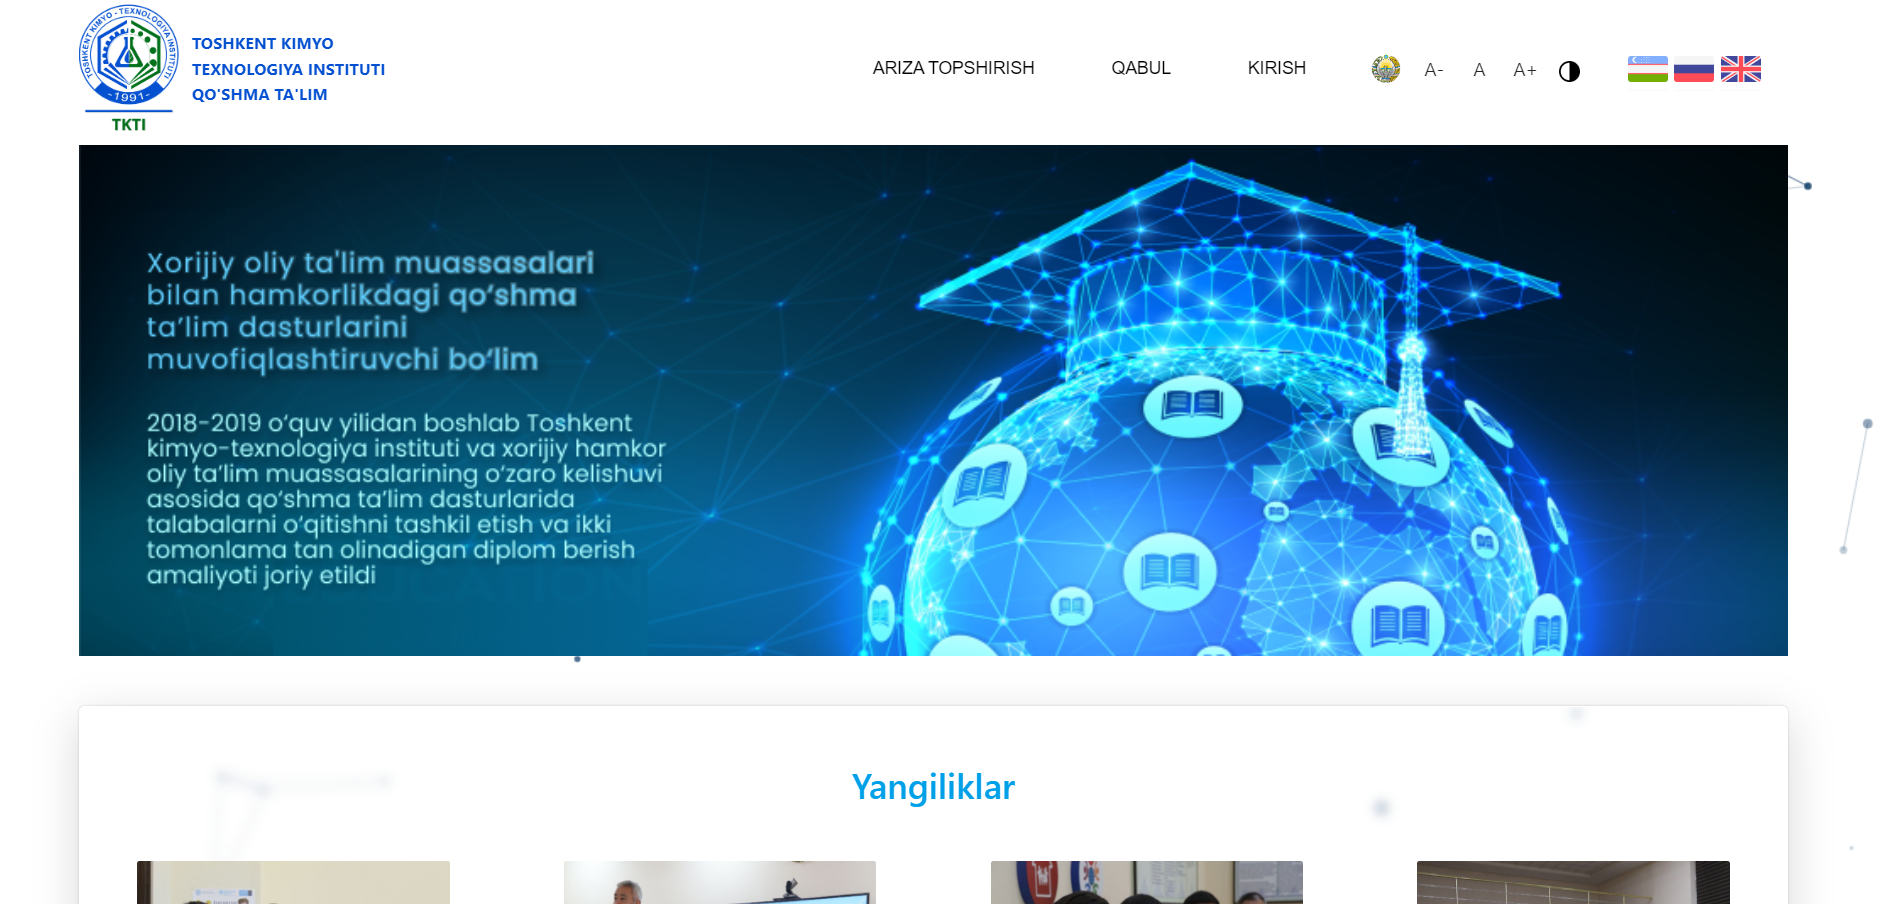 TOSHKENT KIMYO - TEXNOLOGIYA INSTITUTI
TOSHKENT KIMYO
TEXNOLOGIYA INSTITUTI
QO'SHMA TA'LIM
-1991-
TKTI
ARIZA TOPSHIRISH
QABUL
KIRISH
A-
A
A+
Xorijiy oliy ta'lim muassasalari
bilan hamkorlikdagi qo‘shma
ta’lim dasturlarini
muvofiqlashtiruvchi bo‘lim
2018-2019 o‘quv yilidan boshlab Toshkent
kimyo-texnologiya instituti va xorijiy hamkor
oliy ta’lim muassasalarining o‘zaro kelishuvi
asosida qo‘shma ta’lim dasturlarida
talabalarni o‘qitishni tashkil etish va ikki
tomonlama tan olinadigan diplom berish
amaliyoti joriy etildi
Yangiliklar